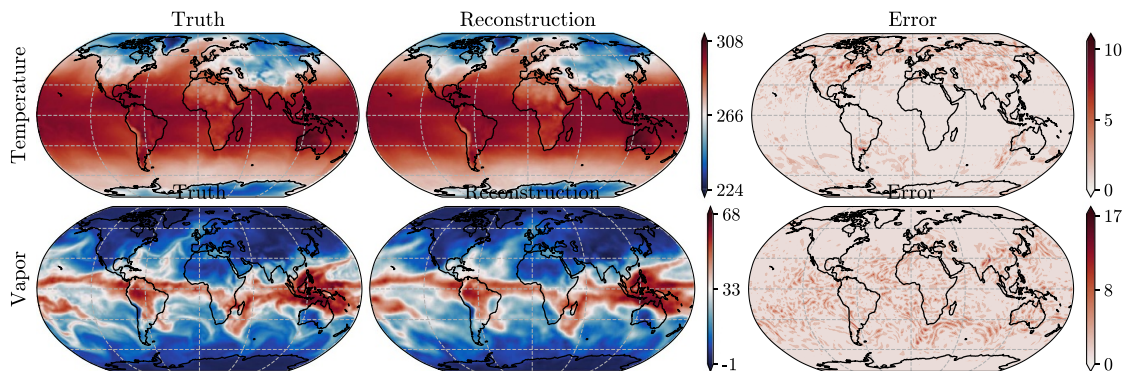 Truth
Reconstruction
Error
Temperature
308
266
224
10
5
0
Truth
Reconstruction
Error
Vapor
68
33
-1
17
8
0